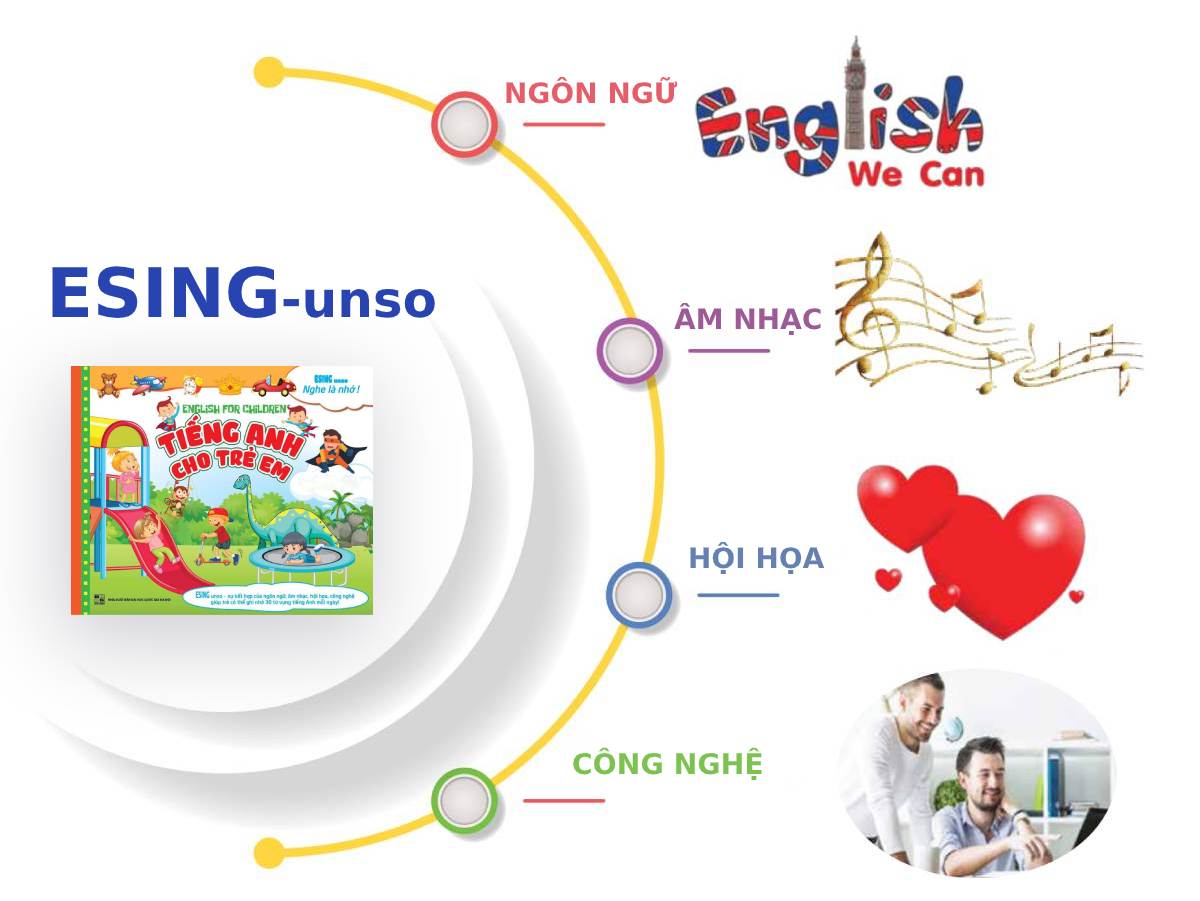 NGÔN NGỮ
English
We Can
ESING-unso
ÂM NHẠC
ESING unso
Nghe là nhớ !
ENGLISH FOR CHILDREN
TIẾNG ANH
CHO TRẺ EM
HỘI HỌA
ESING unso - sự kết hợp của ngôn ngữ, âm nhạc, hội họa, công nghệ
giúp trẻ có thể ghi nhớ 30 từ vựng tiếng Anh mỗi ngày!
CÔNG NGHỆ